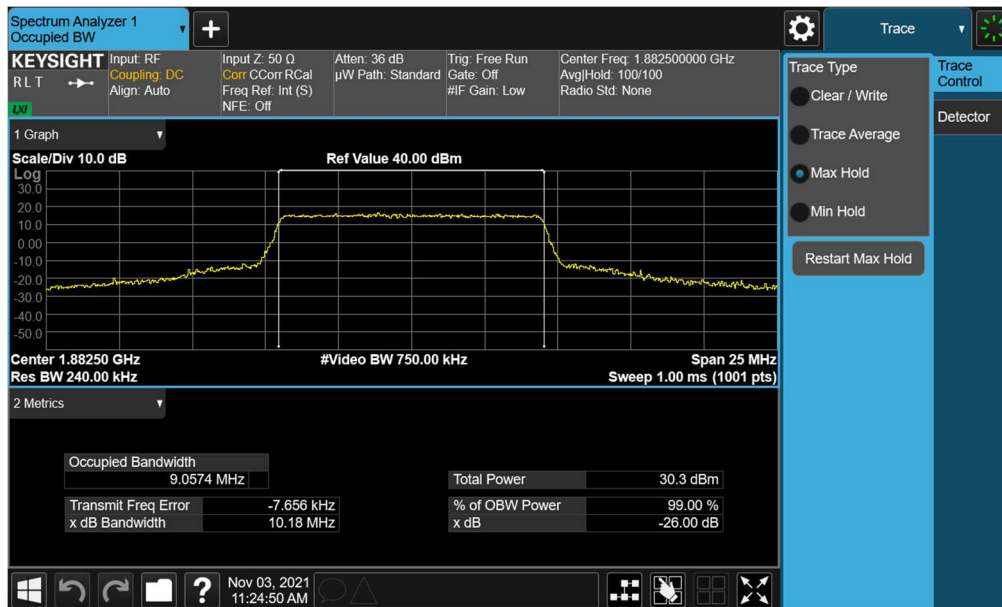 Spectrum Analyzer 1
Occupied BW
+
Trace
KEYSIGHT
RLT
LXI
Input: RF
Coupling: DC
Align: Auto
Input Z: 50 Ω
Corr CCorr RCal
Freq Ref: Int (S)
NFE: Off
Atten: 36 dB
µW Path: Standard
Trig: Free Run
Gate: Off
#IF Gain: Low
Center Freq: 1.882500000 GHz
Avg|Hold: 100/100
Radio Std: None
Trace Type
Clear / Write
Trace Average
Max Hold
Min Hold
Restart Max Hold
Trace
Control
Detector
1 Graph
Scale/Div 10.0 dB
Ref Value 40.00 dBm
Log
30.0
20.0
10.0
0.00
-10.0
-20.0
-30.0
-40.0
-50.0
Center 1.88250 GHz
#Video BW 750.00 kHz
Span 25 MHz
Res BW 240.00 kHz
Sweep 1.00 ms (1001 pts)
2 Metrics
Occupied Bandwidth
9.0574 MHz
Total Power 30.3 dBm
Transmit Freq Error -7.656 kHz
% of OBW Power 99.00 %
x dB Bandwidth 10.18 MHz
x dB -26.00 dB
?
Nov 03, 2021
11:24:50 AM